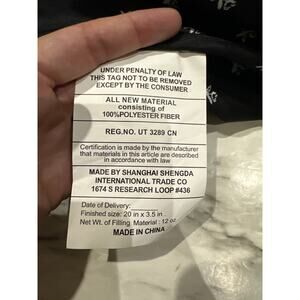 UNDER PENALTY OF LAW
THIS TAG NOT TO BE REMOVED
EXCEPT BY THE CONSUMER
ALL NEW MATERIAL
consisting of
100%POLYESTER FIBER
REG.NO. UT 3289 CN
Certification is made by the manufacturer
that materials in this article are described
in accordance with law
MADE BY SHANGHAI SHENGDA
INTERNATIONAL TRADE CO
1674 S RESEARCH LOOP #436
Date of Delivery:
Finished size: 20 in x 3.5 in
Net Wt. of Filling Material: 12 oz
MADE IN CHINA